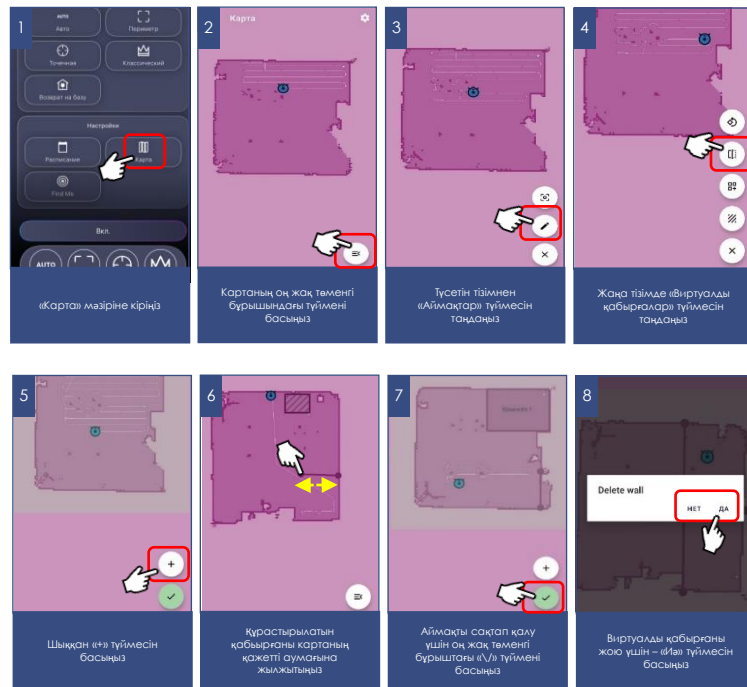 1
AUTO
Авто
Периметр
Точечная
Классический
Возврат на базу
Настройки
Расписание
Карта
Find Me
Вкл.
AUTO
«Карта» мәзіріне кіріңіз
2
Карта
Картаның оң жақ төменгі
бұрышындағы түймені
басыңыз
3
Түсетін тізімнен
«Аймақтар» түймесін
таңдаңыз
4
Жаңа тізімде «Виртуалды
қабырғалар» түймесін
таңдаңыз
5
Шыққан «+» түймесін
басыңыз
6
Құрастырылатын
қабыырғаны картаның
қажетті аумағына
жылжытыңыз
7
Аймақты сақтап қалу
үшін оң жақ төменгі
бұрыштағы «\/» түймені
басыңыз
8
Delete wall
НЕТ ДА
Виртуалды қабырғаны
жою үшін – «Иә» түймесін
басыңыз